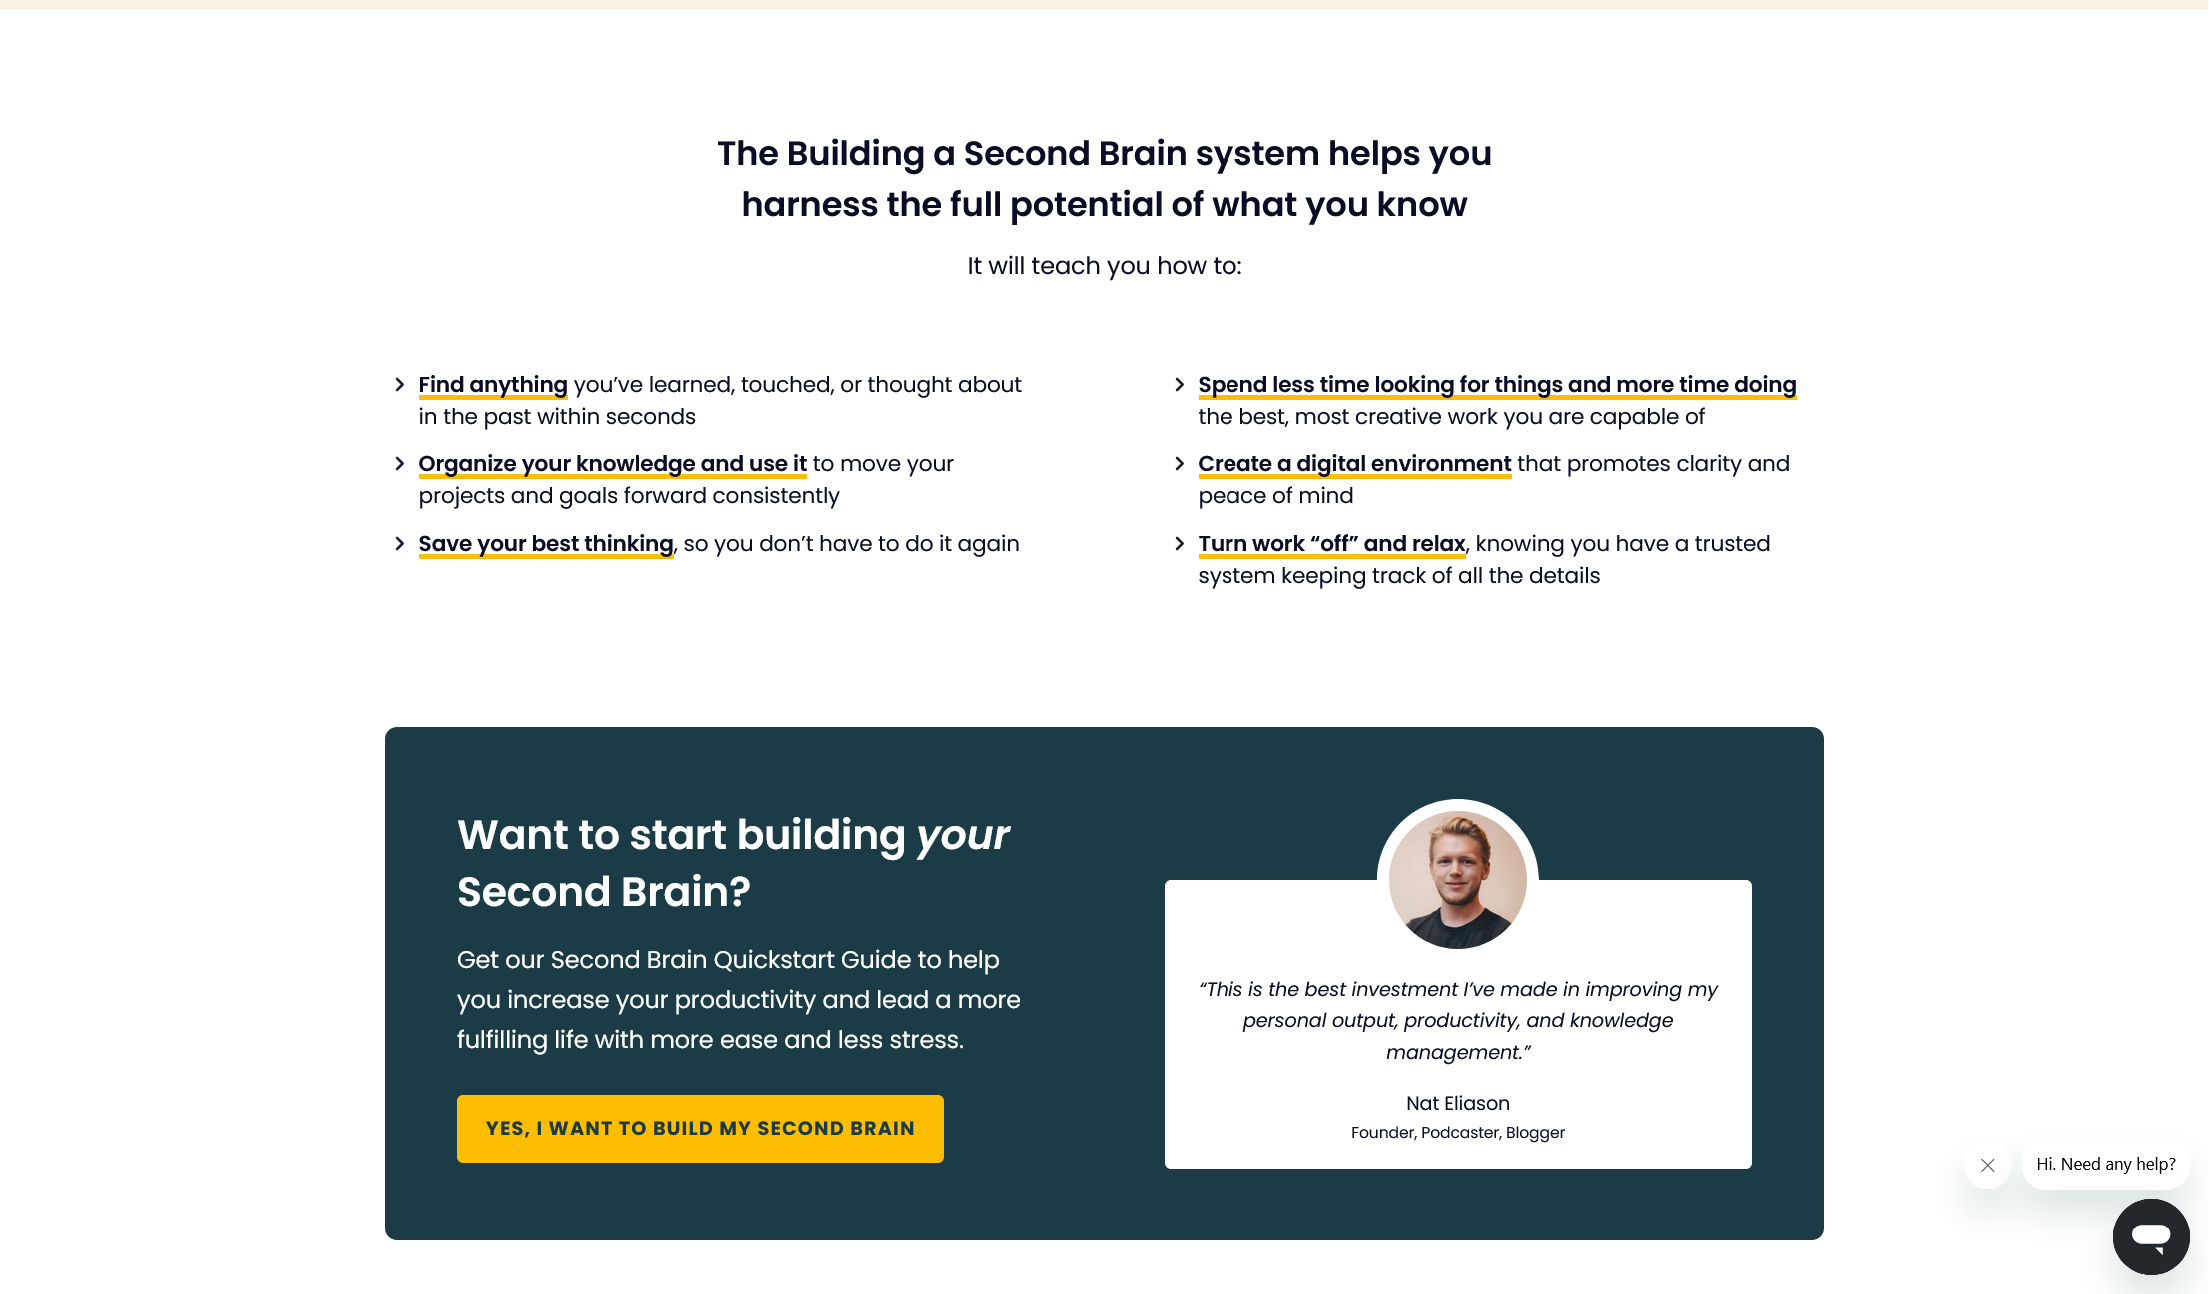 The Building a Second Brain system helps you
harness the full potential of what you know
It will teach you how to:
Find anything you’ve learned, touched, or thought about
in the past within seconds
Organize your knowledge and use it to move your
projects and goals forward consistently
Save your best thinking, so you don’t have to do it again
Spend less time looking for things and more time doing
the best, most creative work you are capable of
Create a digital environment that promotes clarity and
peace of mind
Turn work “off” and relax, knowing you have a trusted
system keeping track of all the details
Want to start building your
Second Brain?
Get our Second Brain Quickstart Guide to help
you increase your productivity and lead a more
fulfilling life with more ease and less stress.
YES, I WANT TO BUILD MY SECOND BRAIN
“This is the best investment I’ve made in improving my
personal output, productivity, and knowledge
management.”
Nat Eliason
Founder, Podcaster, Blogger
Hi. Need any help?